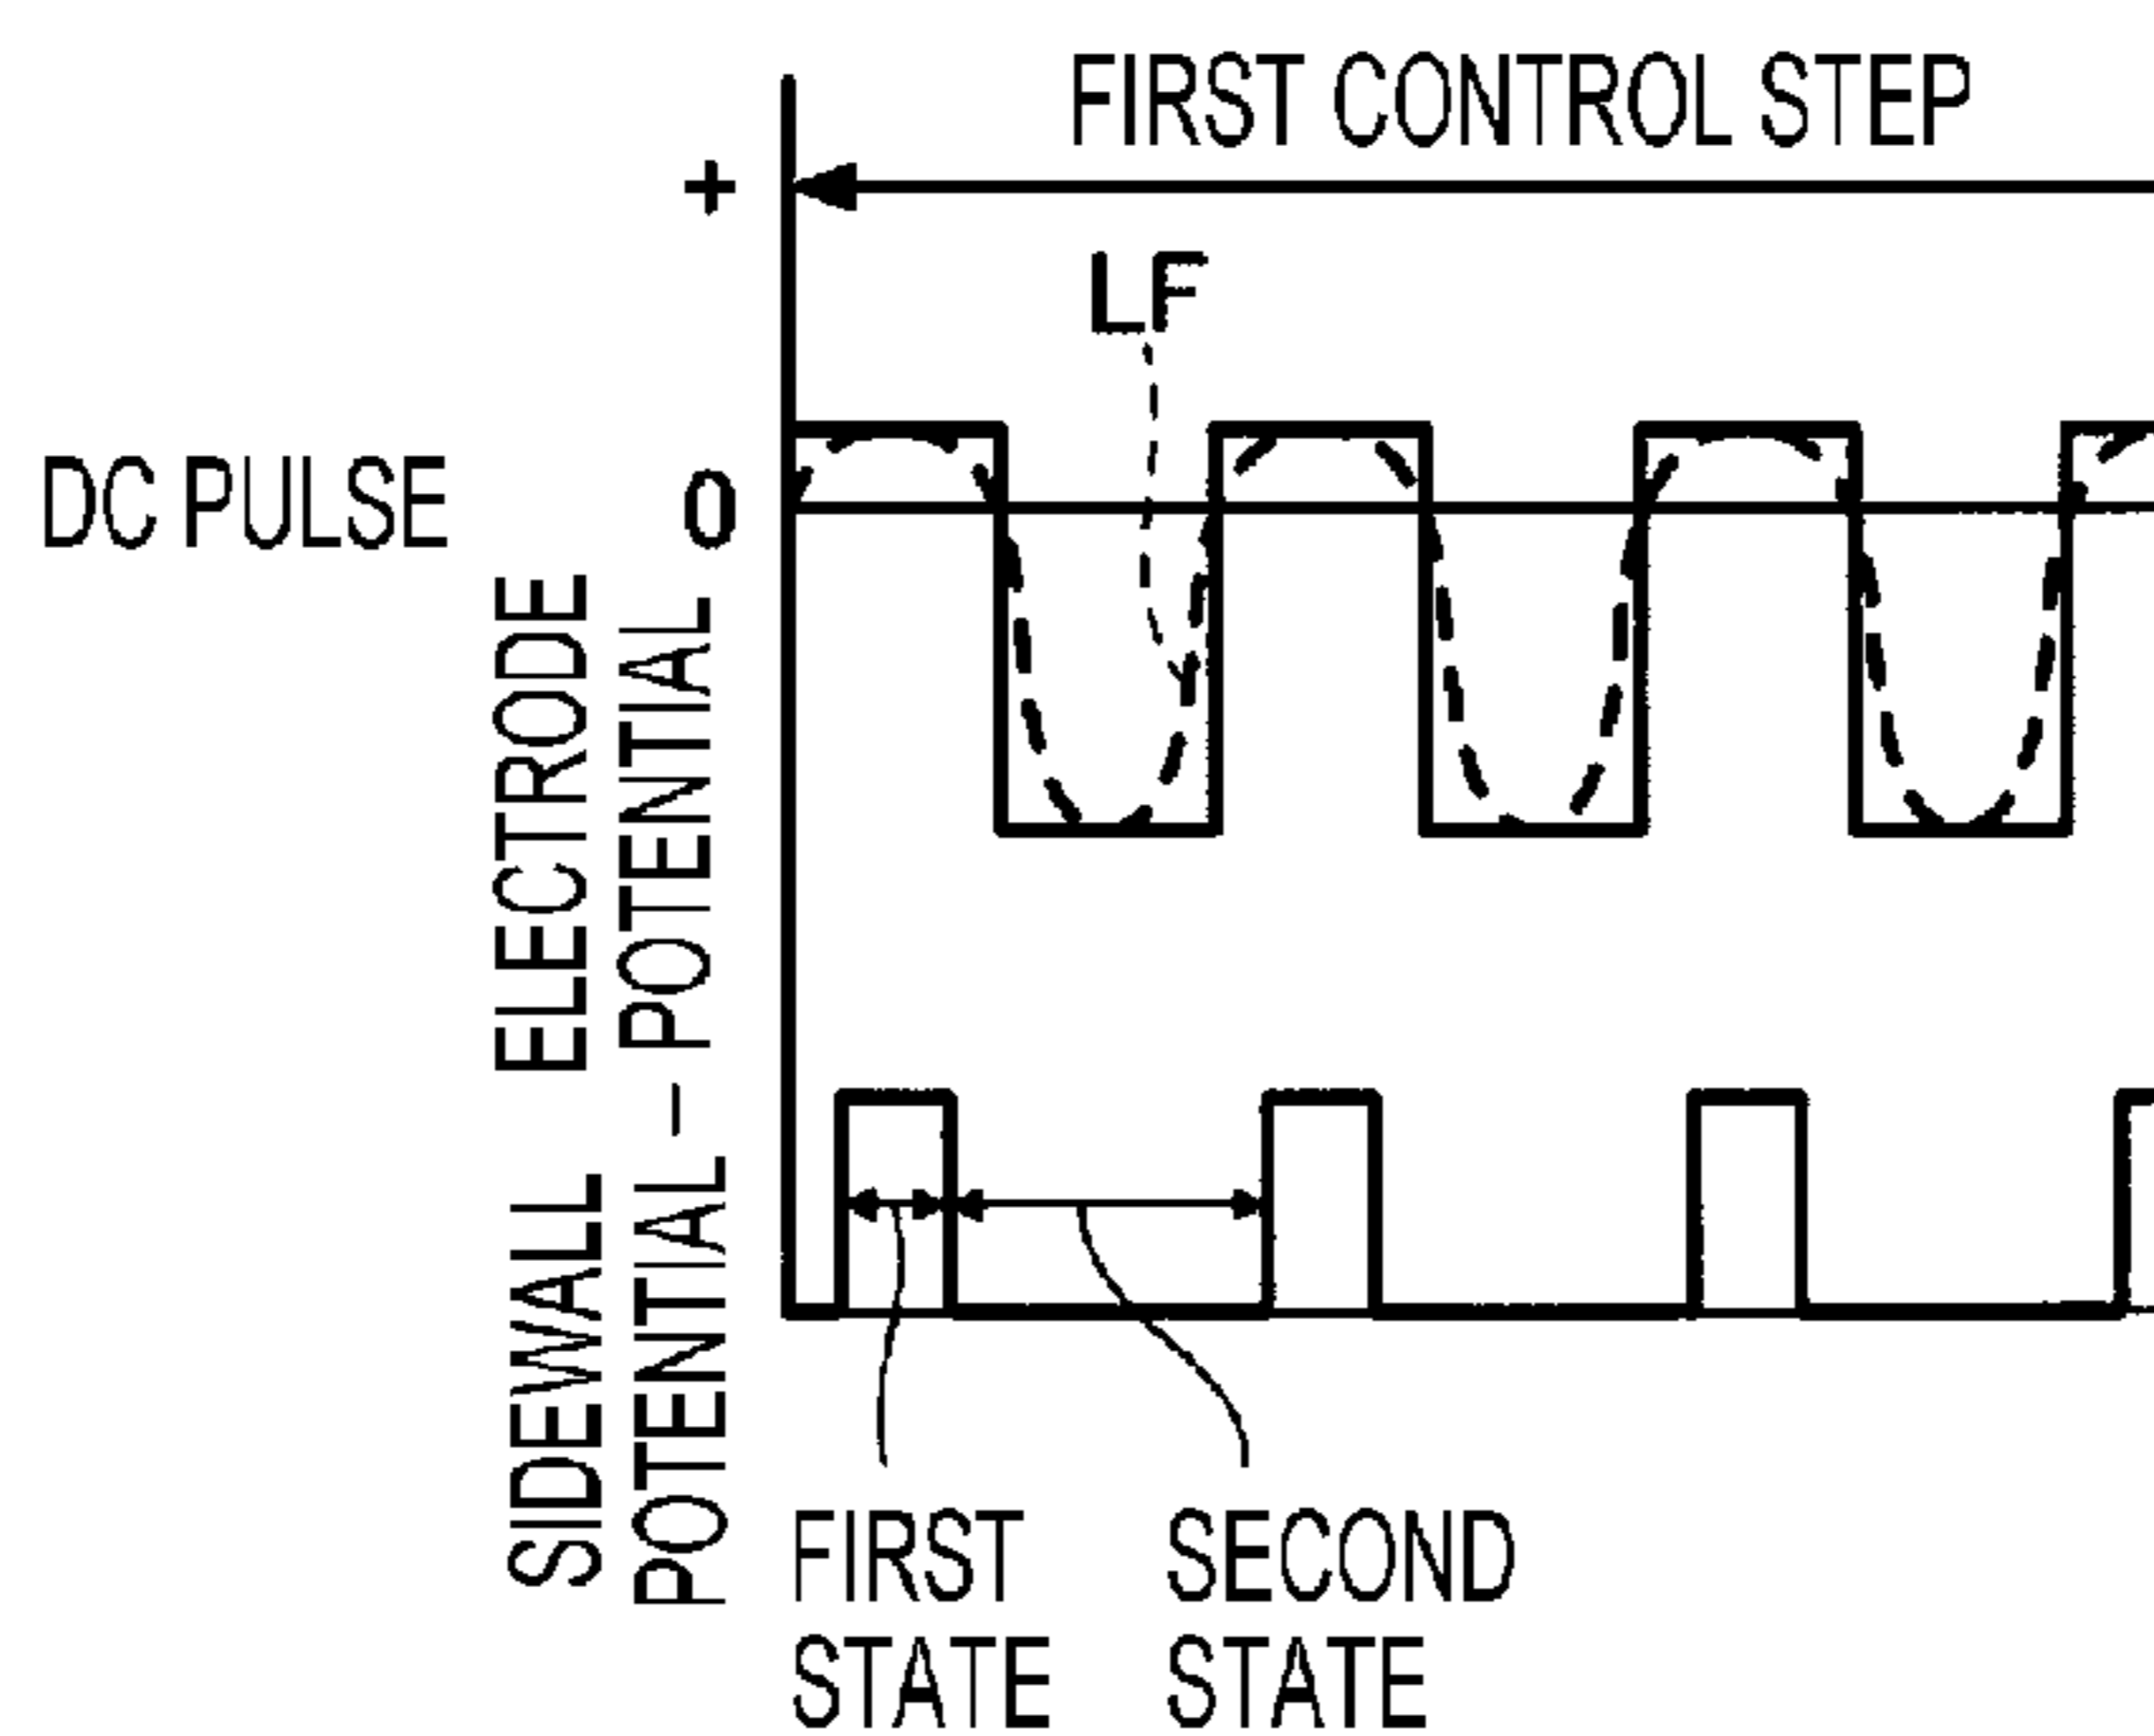 FIRST CONTROL STEP
+
LF
DC PULSE 0
ELECTRODE
POTENTIAL
–
SIDEWALL
POTENTIAL
FIRST
STATE
SECOND
STATE